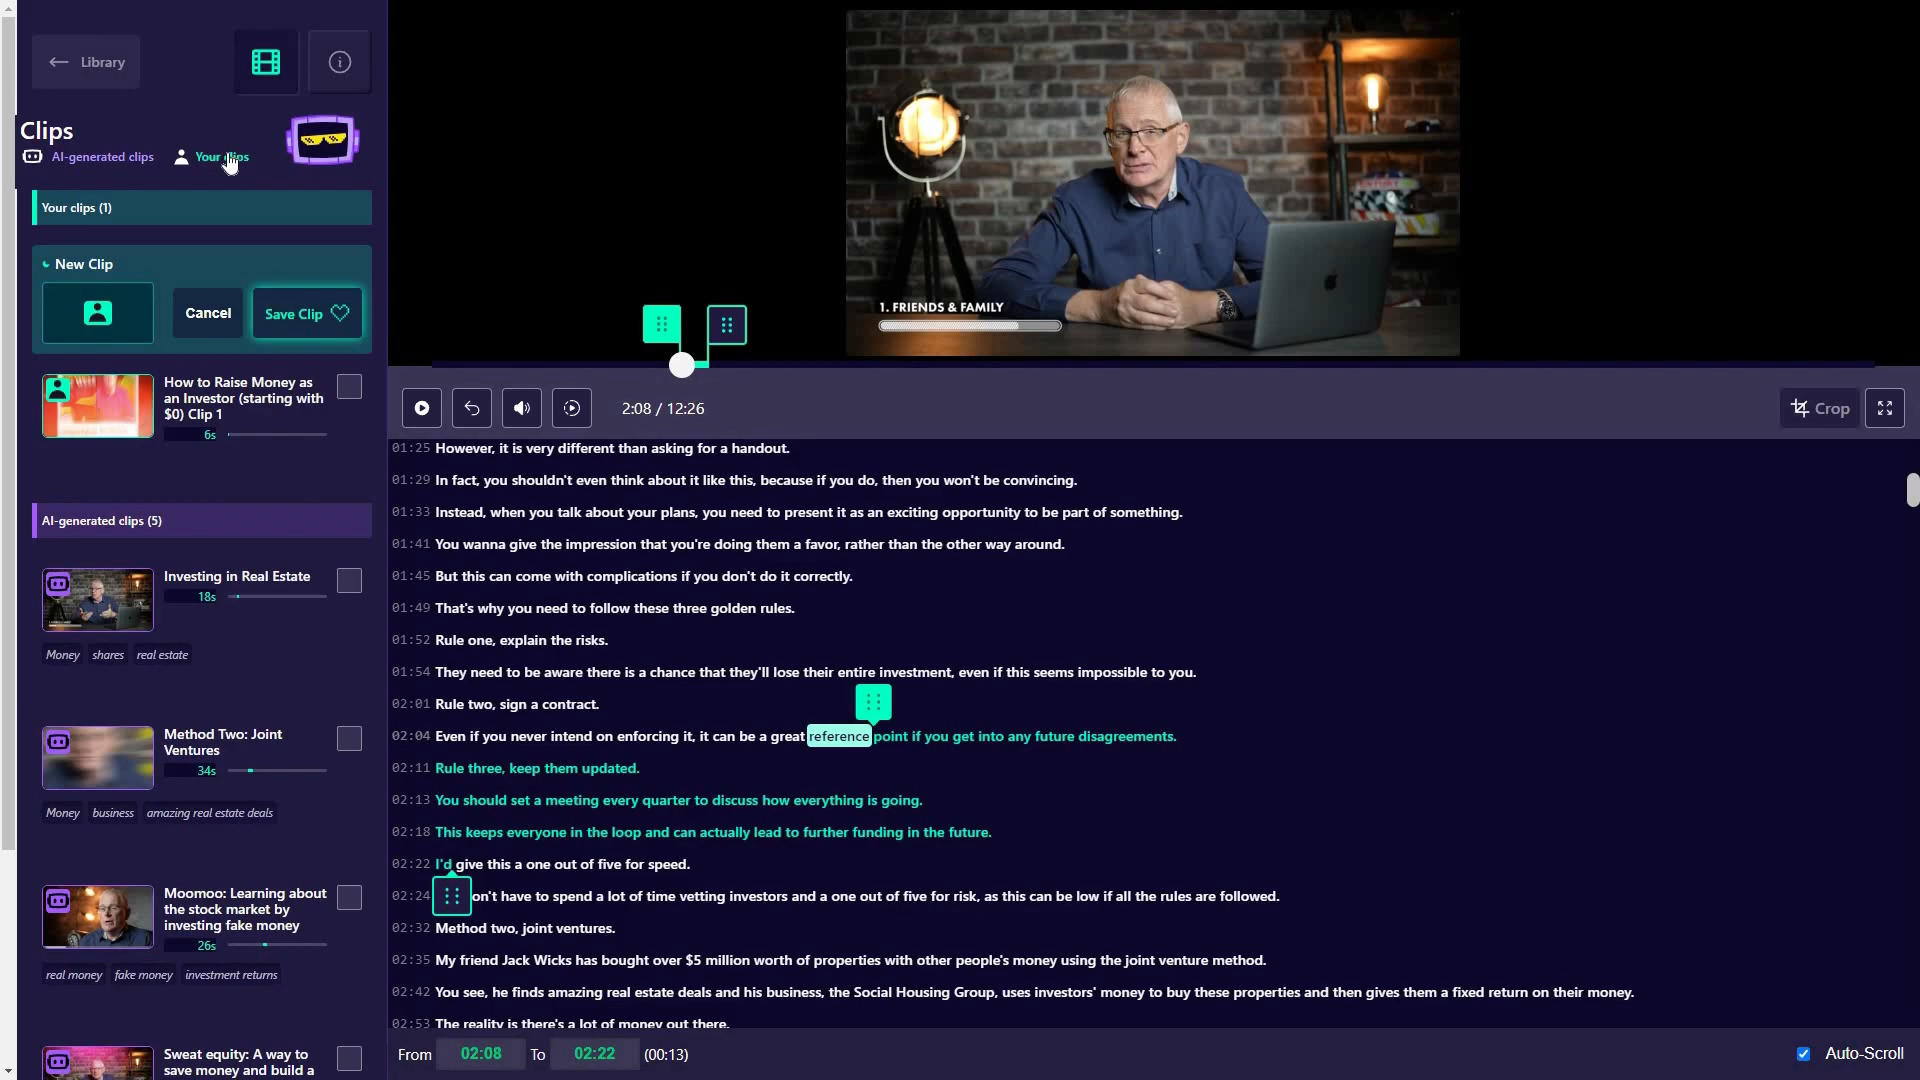 Library
Clips
AI-generated clips
Your clips
Your clips (1)
New Clip
Cancel
Save Clip
How to Raise Money as
an Investor (starting with
$0) Clip 1
6s
AI-generated clips (5)
Investing in Real Estate
18s
Money shares real estate
Method Two: Joint
Ventures
34s
Money business amazing real estate deals
Moomoo: Learning about
the stock market by
investing fake money
26s
real money fake money investment returns
Sweat equity: A way to
save money and build a
1. FRIENDS & FAMILY
2:08 / 12:26
Crop
01:25 However, it is very different than asking for a handout.
01:29 In fact, you shouldn't even think about it like this, because if you do, then you won't be convincing.
01:33 Instead, when you talk about your plans, you need to present it as an exciting opportunity to be part of something.
01:41 You wanna give the impression that you're doing them a favor, rather than the other way around.
01:45 But this can come with complications if you don't do it correctly.
01:49 That's why you need to follow these three golden rules.
01:52 Rule one, explain the risks.
01:54 They need to be aware there is a chance that they'll lose their entire investment, even if this seems impossible to you.
02:01 Rule two, sign a contract.
02:04 Even if you never intend on enforcing it, it can be a great reference point if you get into any future disagreements.
02:11 Rule three, keep them updated.
02:13 You should set a meeting every quarter to discuss how everything is going.
02:18 This keeps everyone in the loop and can actually lead to further funding in the future.
02:22 I'd give this a one out of five for speed.
02:24 on't have to spend a lot of time vetting investors and a one out of five for risk, as this can be low if all the rules are followed.
02:32 Method two, joint ventures.
02:35 My friend Jack Wicks has bought over $5 million worth of properties with other people's money using the joint venture method.
02:42 You see, he finds amazing real estate deals and his business, the Social Housing Group, uses investors' money to buy these properties and then gives them a fixed return on their money.
02:53 The reality is there's a lot of money out there.
From 02:08 To 02:22 (00:13)
Auto-Scroll